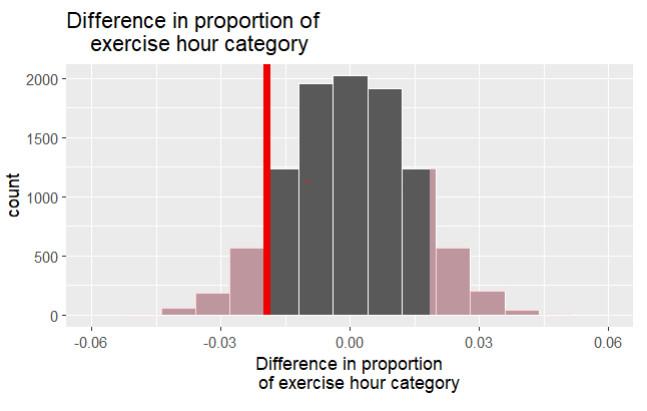 Difference in proportion of
exercise hour category
2000
1500
1000
500
0
count
-0.06 -0.03 0.00 0.03 0.06
Difference in proportion
of exercise hour category